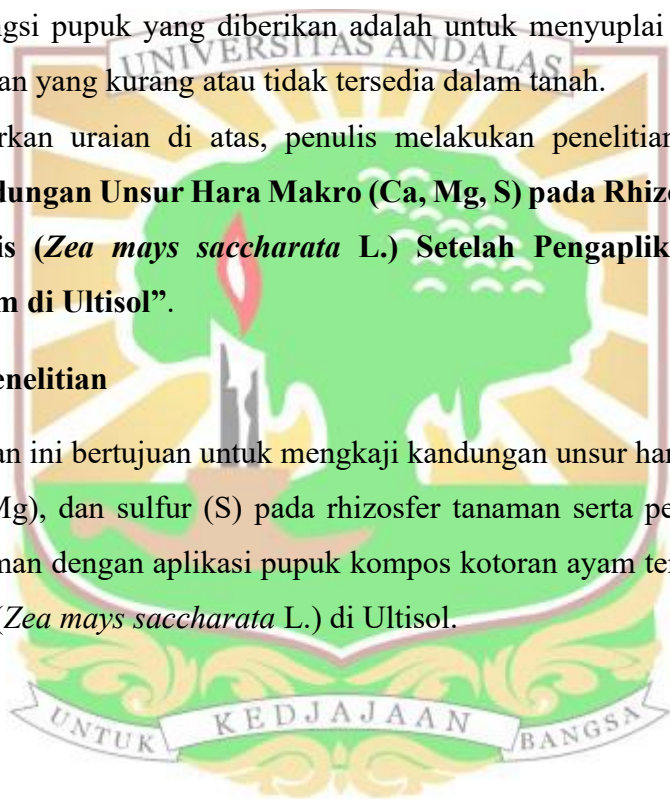 ngsi pupuk yang diberikan adalah untuk menyuplai
UNIVERSITAS ANDALAS
an yang kurang atau tidak tersedia dalam tanah.
rkan uraian di atas, penulis melakukan penelitian
dungan Unsur Hara Makro (Ca, Mg, S) pada Rhizo
is (Zea mays saccharata L.) Setelah Pengaplik
m di Ultisol”.
enelitian
an ini bertujuan untuk mengkaji kandungan unsur har
Mg), dan sulfur (S) pada rhizosfer tanaman serta pe
man dengan aplikasi pupuk kompos kotoran ayam ter
(Zea mays saccharata L.) di Ultisol.
UNTUK KEDJAJAAN BANGSA